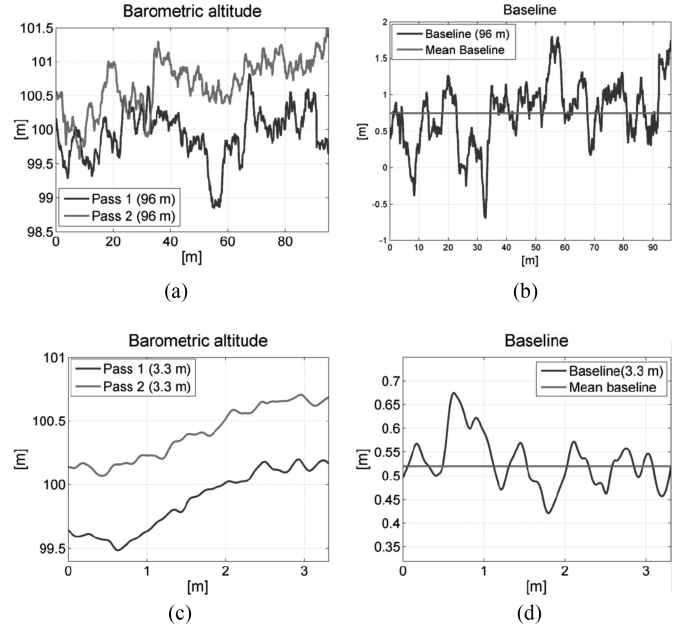 Barometric altitude
101.5
101
100.5
100
99.5
99
98.5
[m]
Pass 1 (96 m)
Pass 2 (96 m)
0 20 40 60 80
[m]
(a)
Baseline
2
1.5
1
0.5
0
-0.5
-1
[m]
Baseline (96 m)
Mean Baseline
0 10 20 30 40 50 60 70 80 90
[m]
(b)
Barometric altitude
101
100.5
100
99.5
[m]
Pass 1 (3.3 m)
Pass 2 (3.3 m)
0 1 2 3
[m]
(c)
Baseline
0.7
0.65
0.6
0.55
0.5
0.45
0.4
0.35
[m]
Baseline(3.3 m)
Mean baseline
0 1 2 3
[m]
(d)